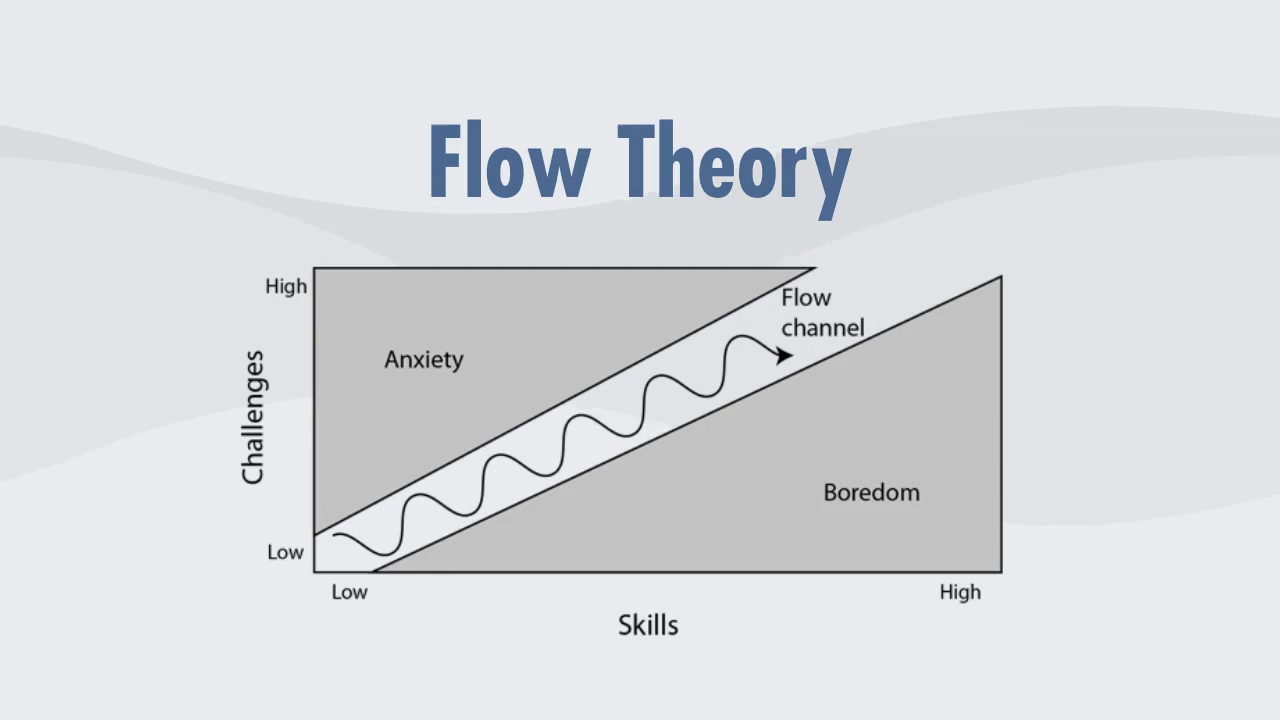 Flow Theory
High
Flow
channel
Anxiety
Challenges
Boredom
Low
Low
High
Skills